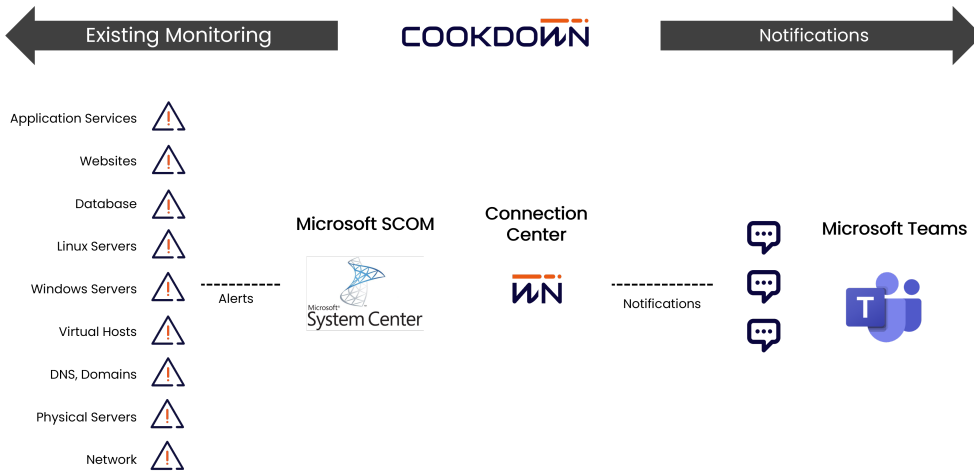 Existing Monitoring
COOKDOWN
Notifications
Application Services
Websites
Database
Linux Servers
Windows Servers
Virtual Hosts
DNS, Domains
Physical Servers
Network
Alerts
Microsoft SCOM
Microsoft®
System Center
Connection
Center
WN
Notifications
Microsoft Teams
T